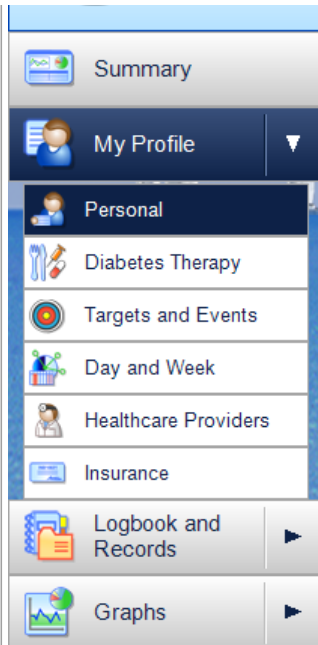 Summary
My Profile
Personal
Diabetes Therapy
Targets and Events
Day and Week
Healthcare Providers
Insurance
Logbook and
Records
Graphs